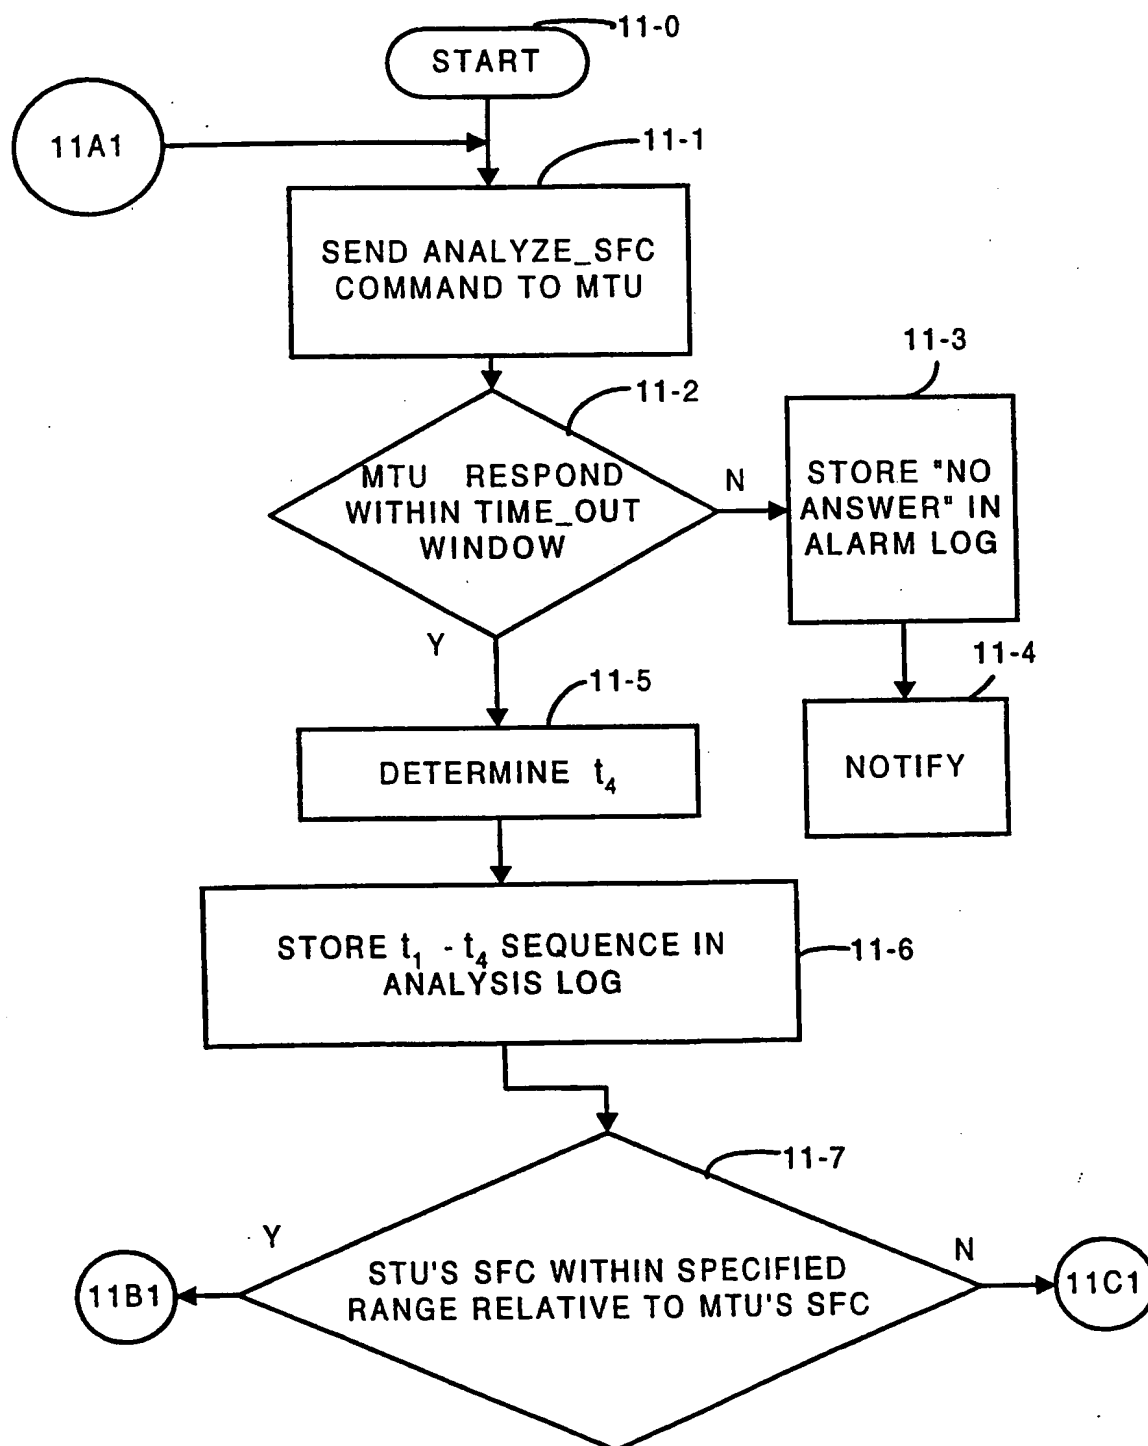 11-0
START
11A1
11-1
SEND ANALYZE_SFC
COMMAND TO MTU
11-2
MTU RESPOND
WITHIN TIME_OUT
WINDOW
N
Y
11-3
STORE "NO
ANSWER" IN
ALARM LOG
11-4
NOTIFY
11-5
DETERMINE t₄
11-6
STORE t₁ - t₄ SEQUENCE IN
ANALYSIS LOG
11-7
Y
N
STU'S SFC WITHIN SPECIFIED
RANGE RELATIVE TO MTU'S SFC
11B1
11C1